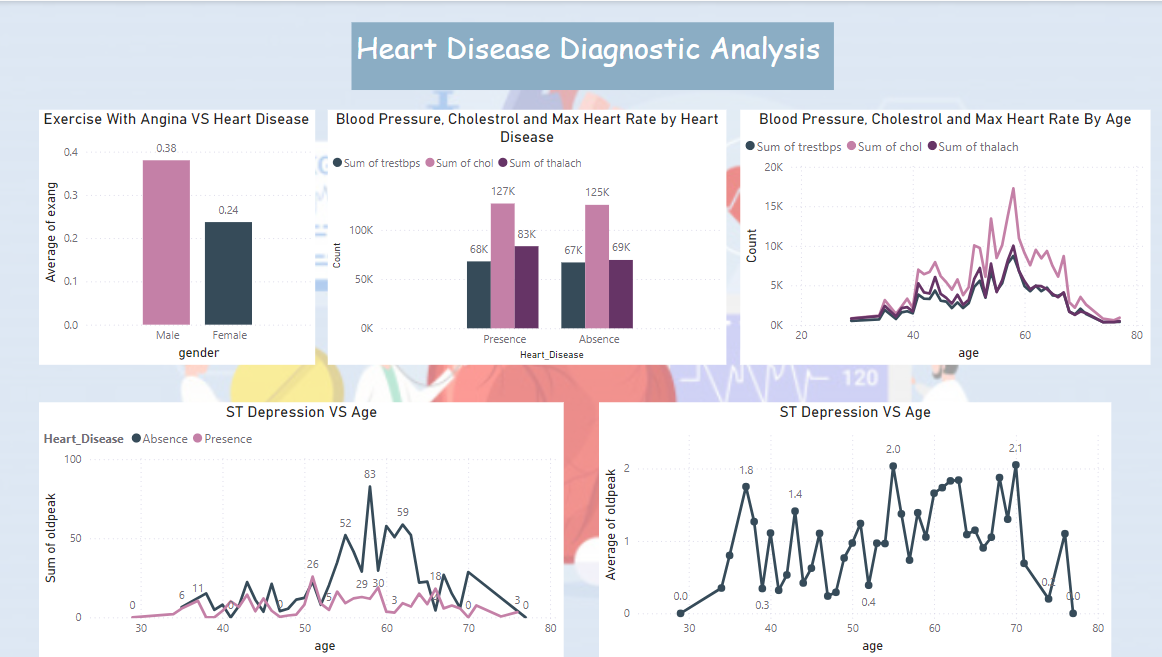 Heart Disease Diagnostic Analysis
Exercise With Angina VS Heart Disease
0.4
0.3
0.2
0.1
0.0
Average of exang
0.38
0.24
Male Female
gender
Blood Pressure, Cholestrol and Max Heart Rate by Heart
Disease
Sum of trestbps Sum of chol Sum of thalach
100K
50K
0K
Count
68K 127K 83K 67K 125K 69K
Presence Absence
Heart_Disease
Blood Pressure, Cholestrol and Max Heart Rate By Age
Sum of trestbps Sum of chol Sum of thalach
20K
15K
10K
5K
0K
Count
20 40 60 80
age
120
ST Depression VS Age
Heart_Disease Absence Presence
100
50
0
Sum of oldpeak
0 6 11 0 0 26 5 52 83 29 30 59 3 18 0 3 0
30 40 50 60 70 80
age
ST Depression VS Age
2
1
0
Average of oldpeak
0.0 1.8 0.3 1.4 0.4 2.0 2.1 0.2 0.0
30 40 50 60 70 80
age